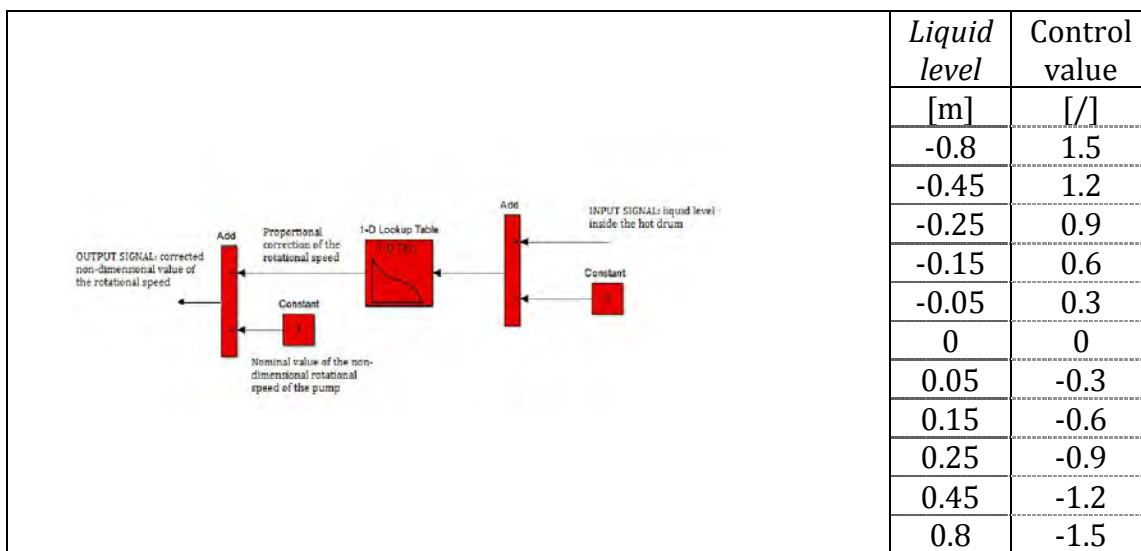 Add
INPUT SIGNAL: liquid level
inside the hot drum
Proportional
correction of the
rotational speed
1-D Lookup Table
Add
OUTPUT SIGNAL: corrected
non-dimensional value of
the rotational speed
Constant
Constant
Nominal value of the non-
dimensional rotational
speed of the pump
Liquid level Control value
[m] [/]
-0.8 1.5
-0.45 1.2
-0.25 0.9
-0.15 0.6
-0.05 0.3
0 0
0.05 -0.3
0.15 -0.6
0.25 -0.9
0.45 -1.2
0.8 -1.5